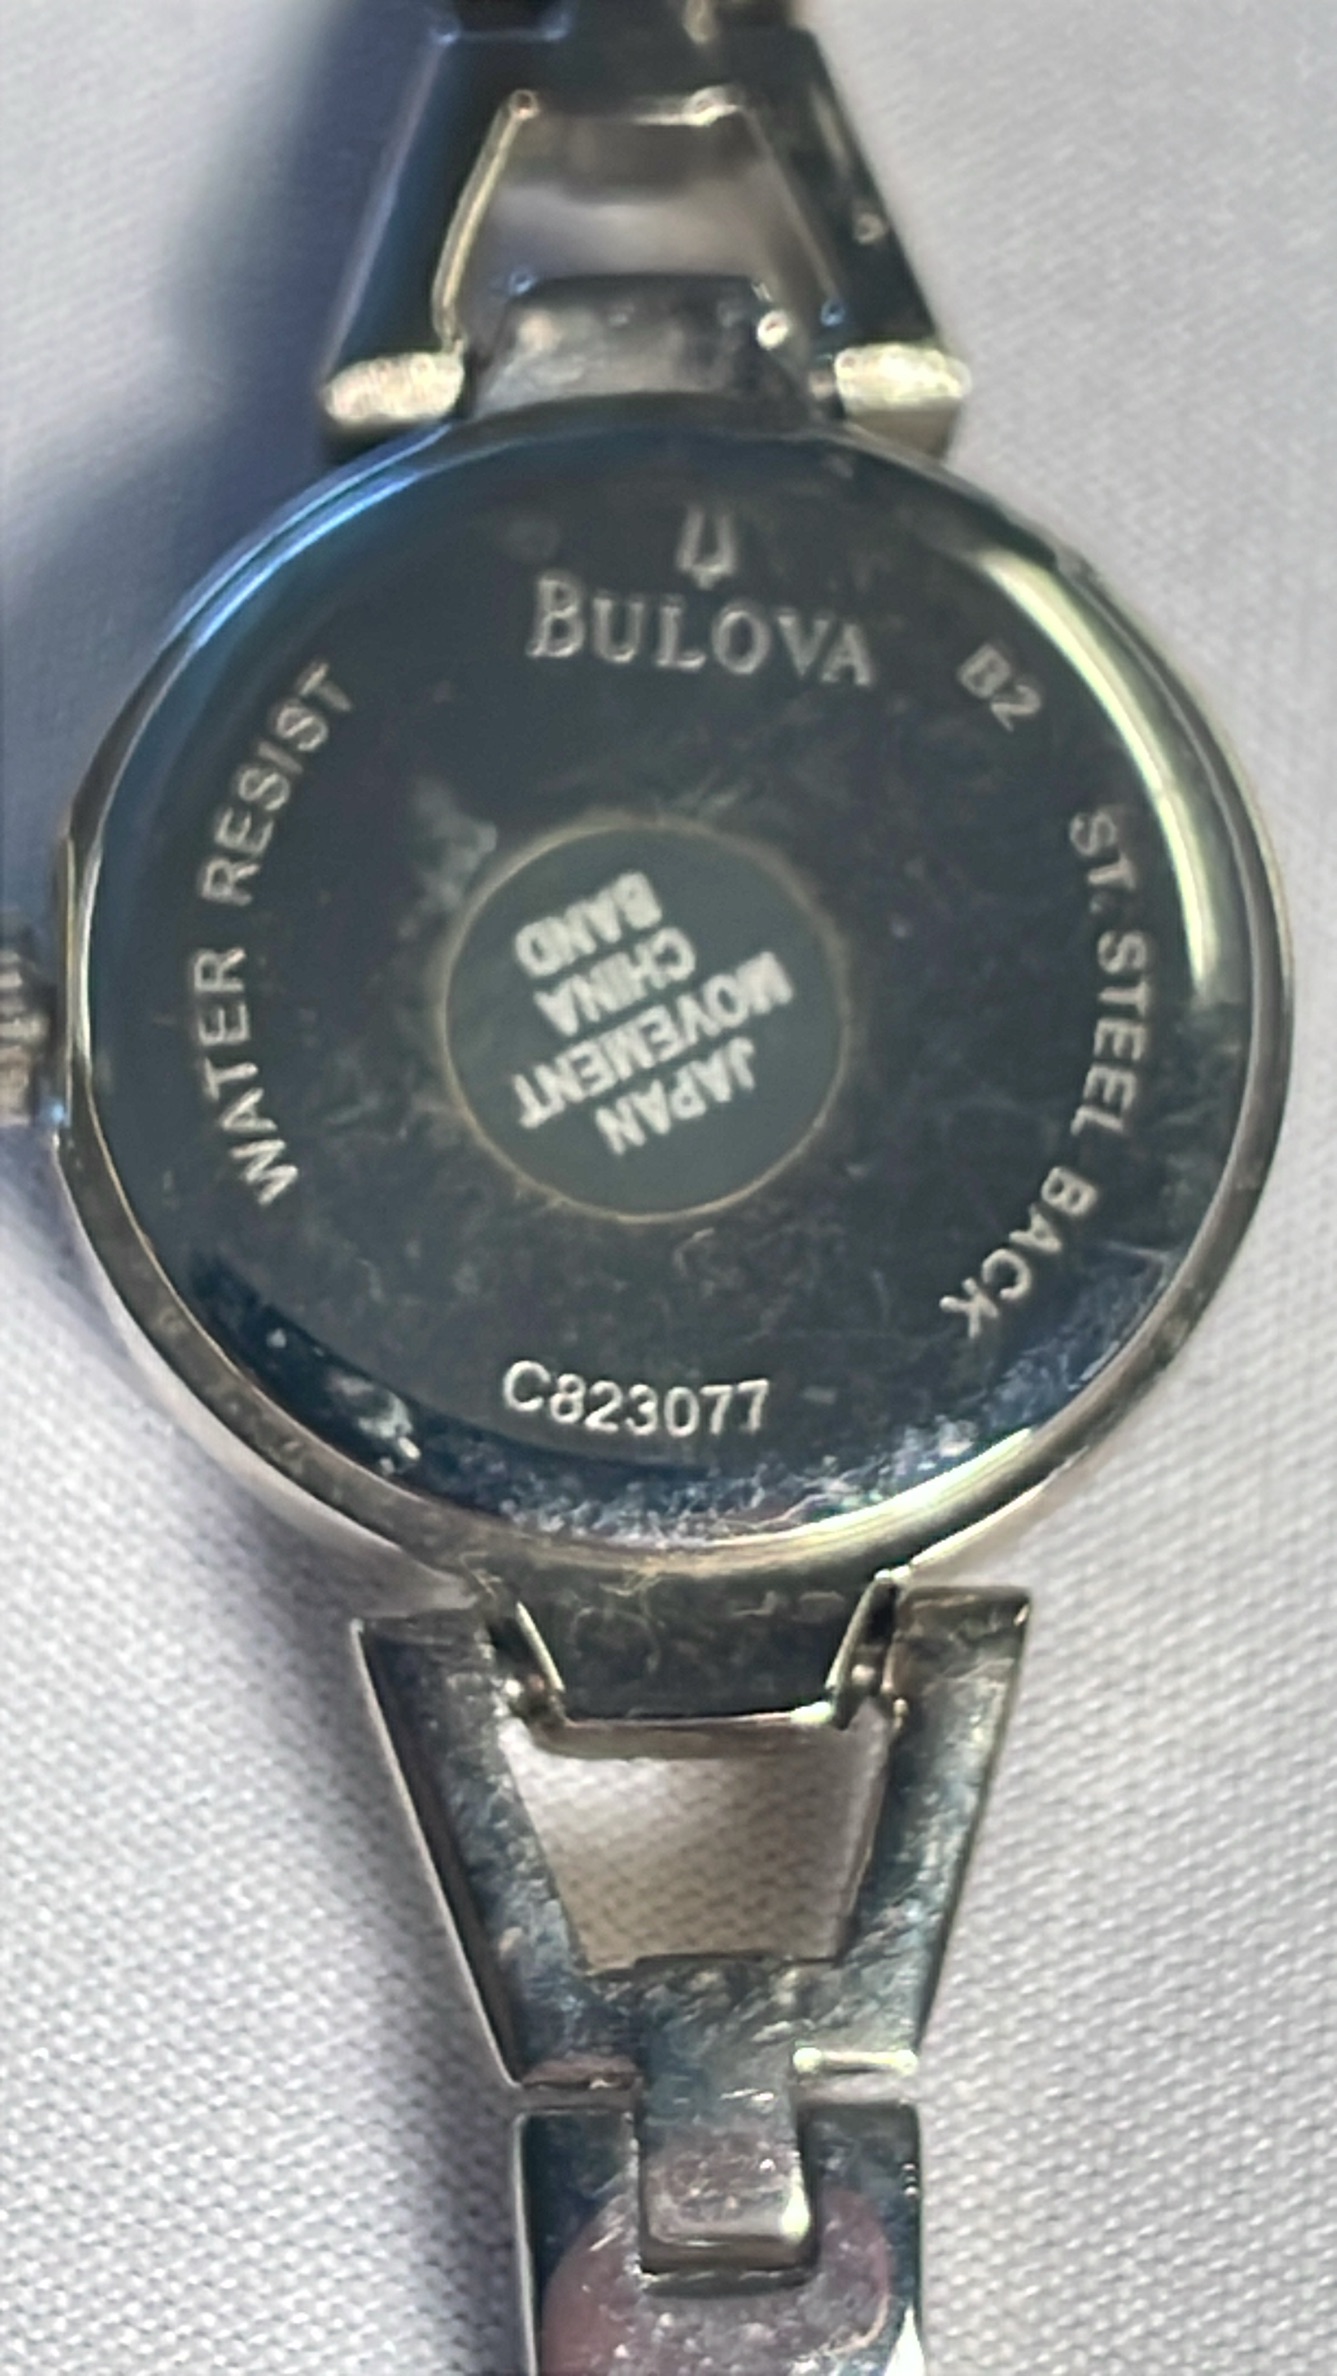 BULOVA
B2
WATER RESIST
ST. STEEL BACK
JAPAN
MOVEMENT
CHINA
BAND
C823077